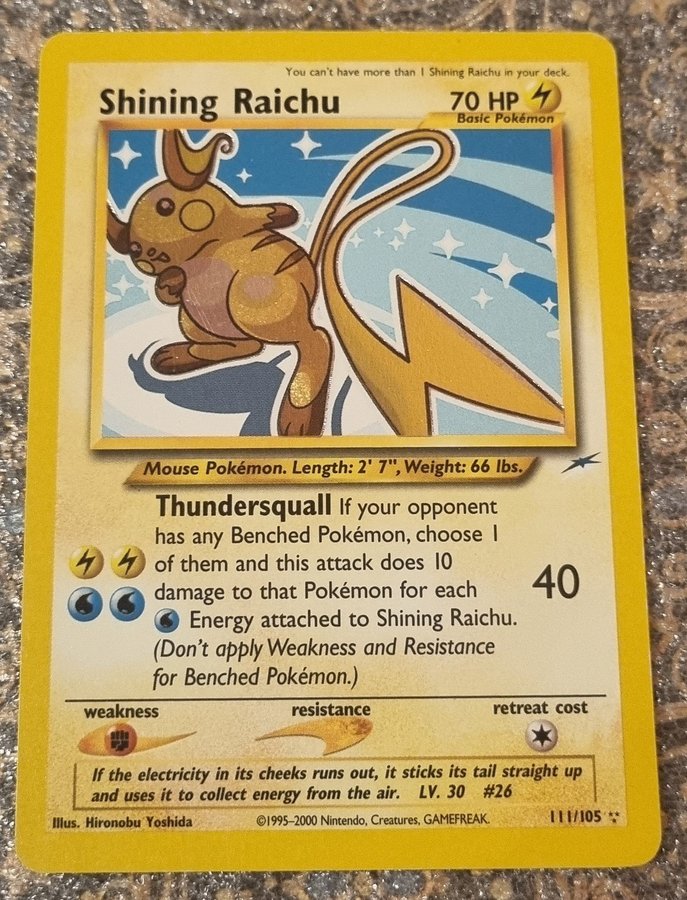 You can't have more than 1 Shining Raichu in your deck.
Shining Raichu 70 HP
Basic Pokémon
Mouse Pokémon. Length: 2' 7", Weight: 66 lbs.
Thundersquall If your opponent
has any Benched Pokémon, choose 1
of them and this attack does 10
damage to that Pokémon for each
Energy attached to Shining Raichu.
(Don't apply Weakness and Resistance
for Benched Pokémon.)
40
weakness resistance retreat cost
If the electricity in its cheeks runs out, it sticks its tail straight up
and uses it to collect energy from the air. LV. 30 #26
Illus. Hironobu Yoshida ©1995–2000 Nintendo, Creatures, GAMEFREAK. 111/105